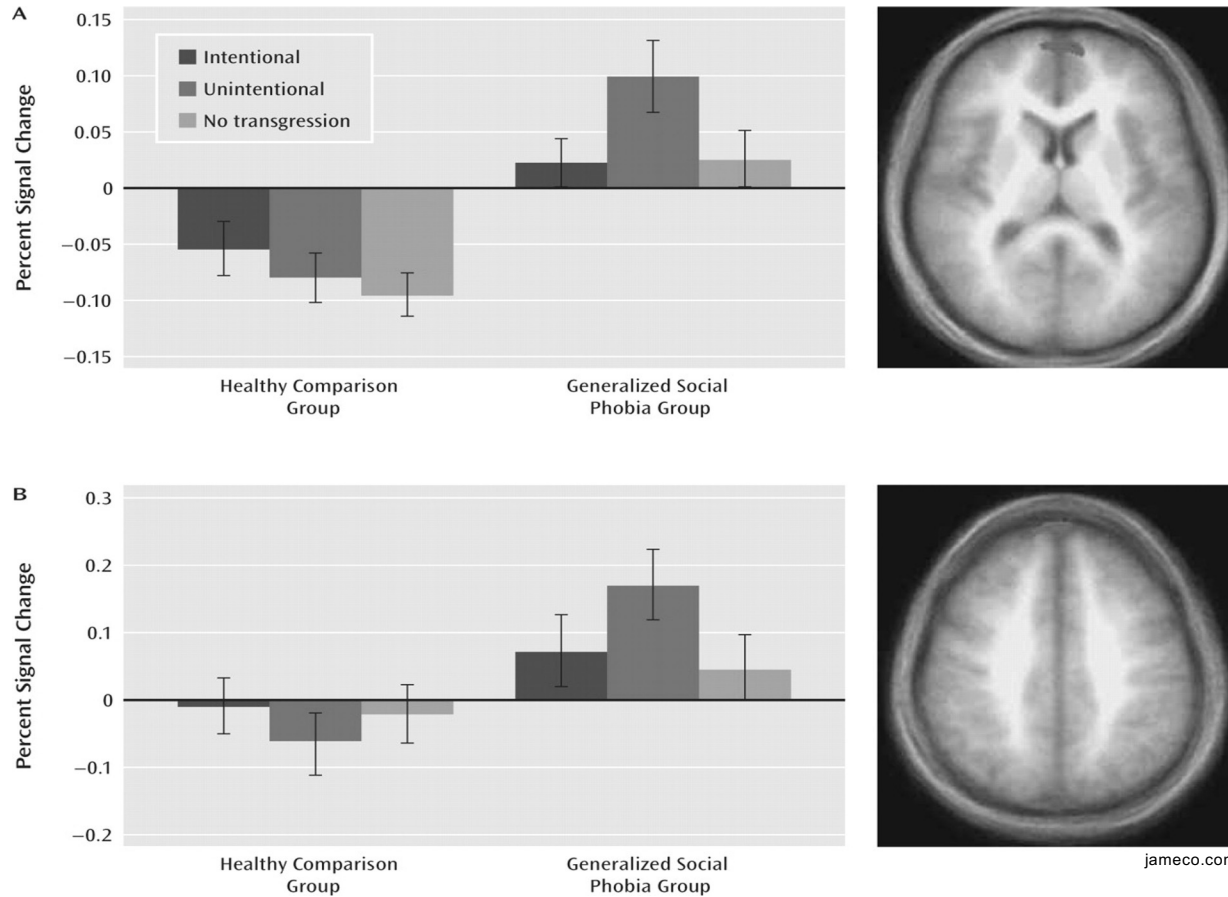 A
0.15
0.10
0.05
0
−0.05
−0.10
−0.15
Percent Signal Change
Intentional
Unintentional
No transgression
Healthy Comparison
Group
Generalized Social
Phobia Group
B
0.3
0.2
0.1
0
−0.1
−0.2
Percent Signal Change
Healthy Comparison
Group
Generalized Social
Phobia Group
jameco.com